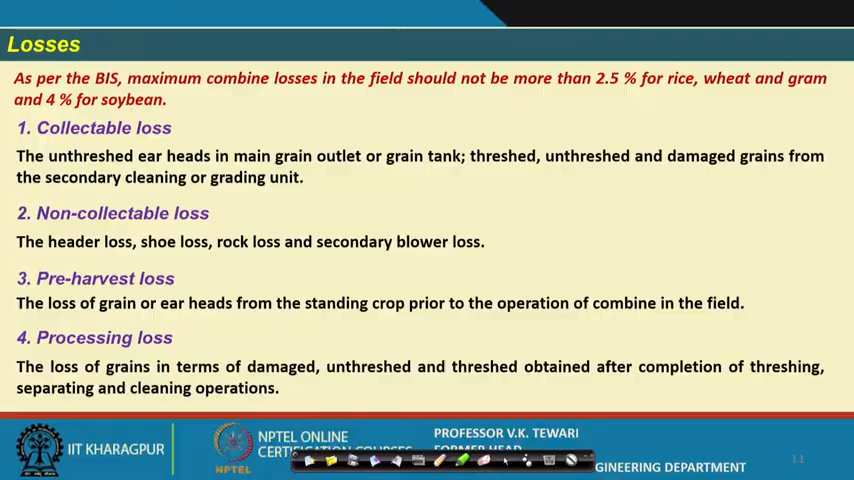 Losses
As per the BIS, maximum combine losses in the field should not be more than 2.5 % for rice, wheat and gram
and 4 % for soybean.
1. Collectable loss
The unthreshed ear heads in main grain outlet or grain tank; threshed, unthreshed and damaged grains from
the secondary cleaning or grading unit.
2. Non-collectable loss
The header loss, shoe loss, rock loss and secondary blower loss.
3. Pre-harvest loss
The loss of grain or ear heads from the standing crop prior to the operation of combine in the field.
4. Processing loss
The loss of grains in terms of damaged, unthreshed and threshed obtained after completion of threshing,
separating and cleaning operations.
IIT KHARAGPUR
NPTEL
NPTEL ONLINE
CERTIFICATION COURSES
PROFESSOR V.K. TEWARI
FORMER HEAD
GINEERING DEPARTMENT
11